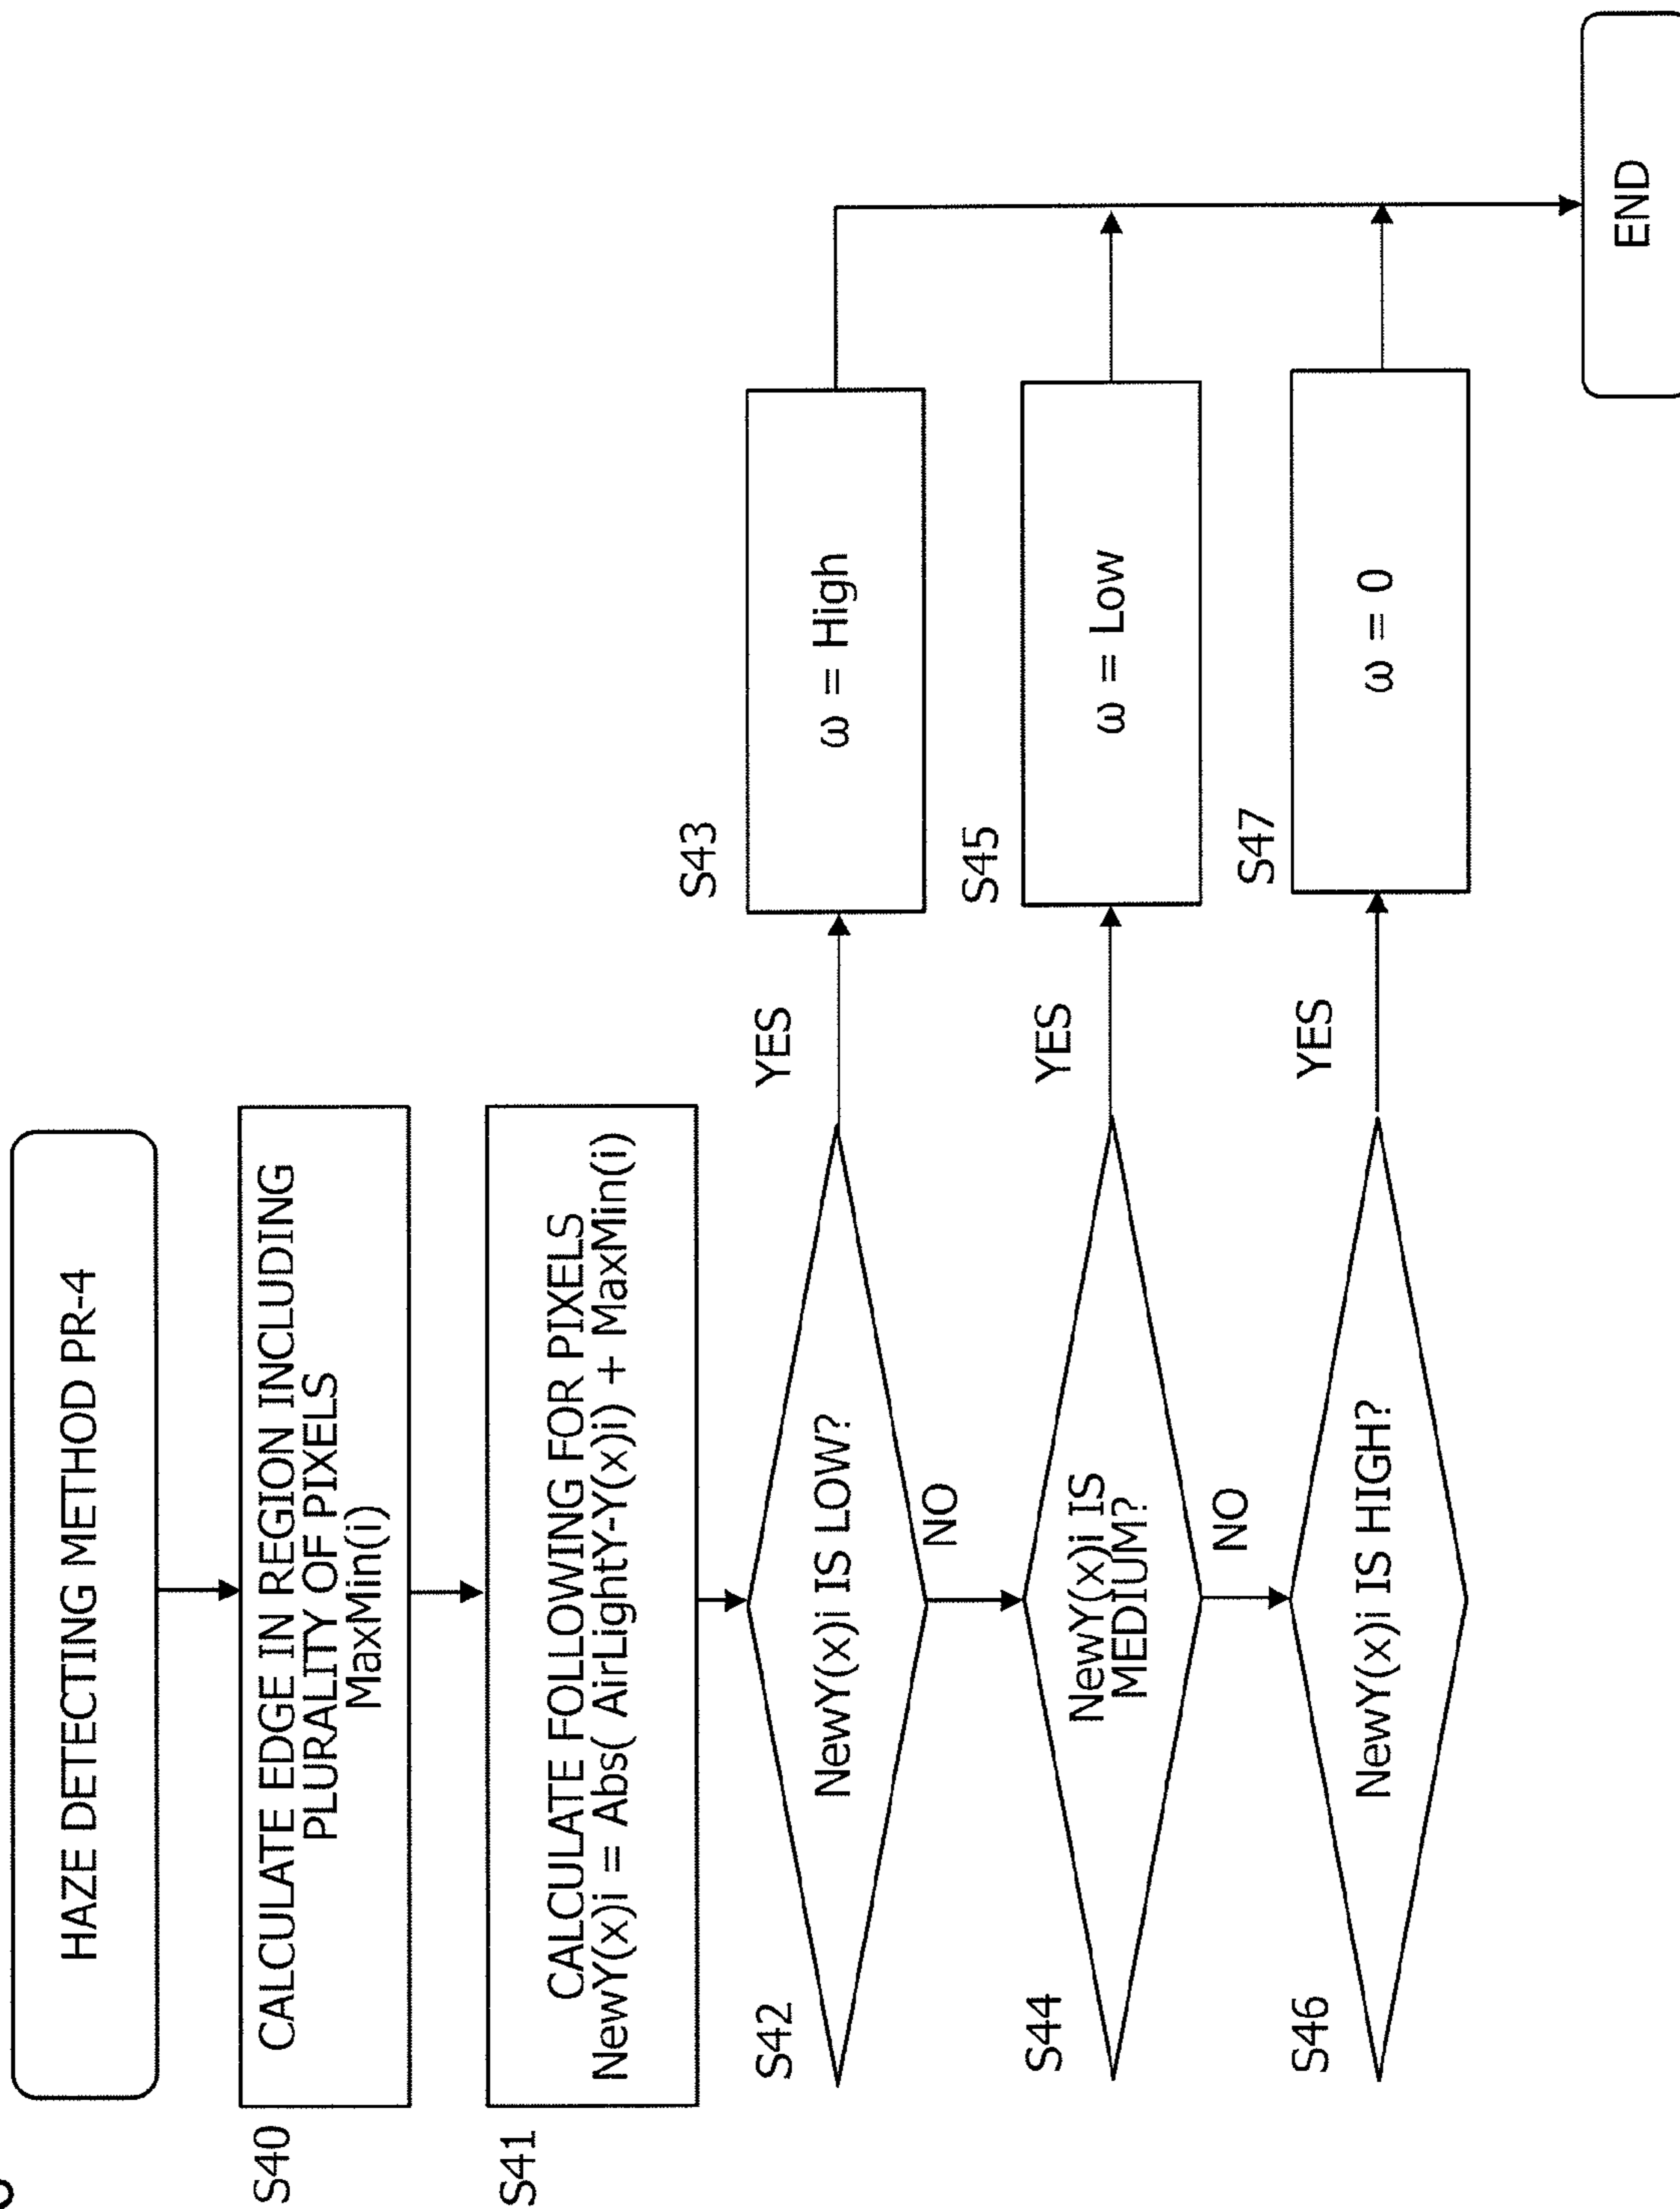 HAZE DETECTING METHOD PR-4
S40
CALCULATE EDGE IN REGION INCLUDING
PLURALITY OF PIXELS
MaxMin(i)
S41
CALCULATE FOLLOWING FOR PIXELS
NewY(x)i = Abs( AirLightY-Y(x)i) + MaxMin(i)
S42
NewY(x)i IS LOW?
YES
S43
ω = High
NO
S44
NewY(x)i IS
MEDIUM?
YES
S45
ω = Low
NO
S46
NewY(x)i IS HIGH?
YES
S47
ω = 0
END